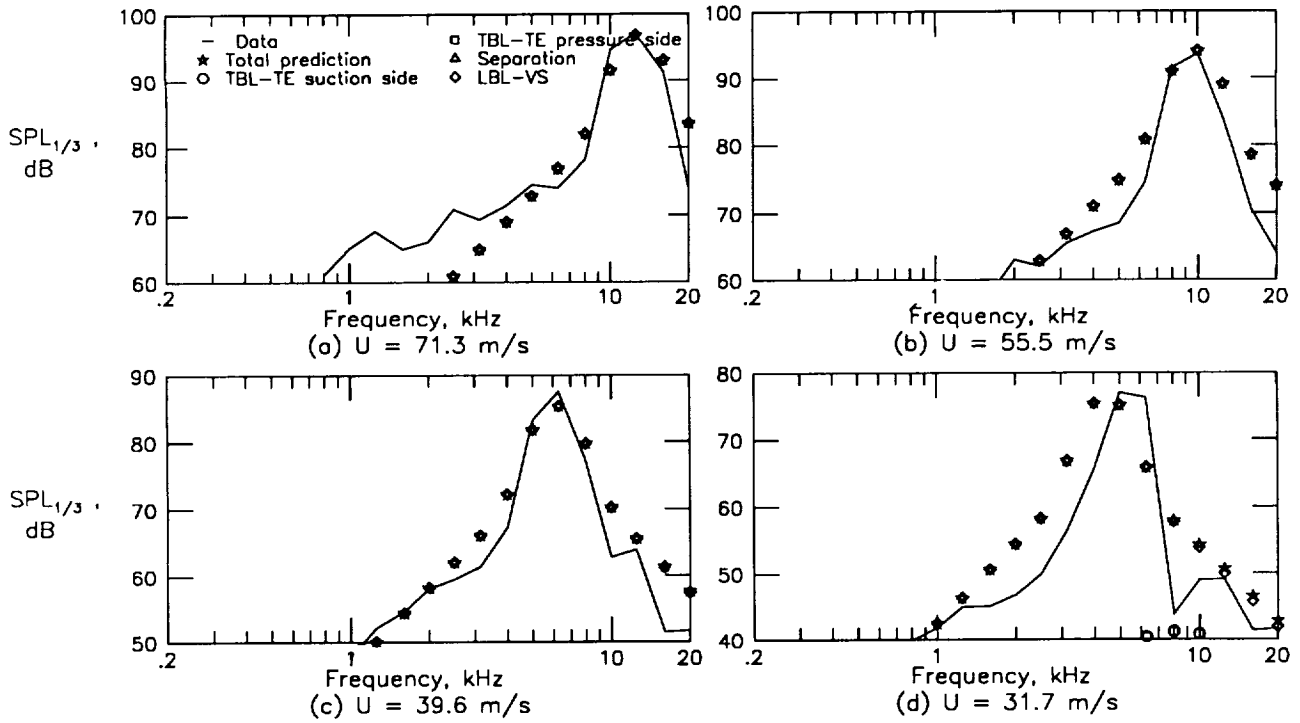 100
90
80
70
60
SPL1/3 ,
dB
— Data
★ Total prediction
○ TBL-TE suction side
□ TBL-TE pressure side
△ Separation
◇ LBL-VS
.2
1
10
20
Frequency, kHz
(a) U = 71.3 m/s
100
90
80
70
60
.2
1
10
20
Frequency, kHz
(b) U = 55.5 m/s
90
80
70
60
50
SPL1/3 ,
dB
.2
1
10
20
Frequency, kHz
(c) U = 39.6 m/s
80
70
60
50
40
.2
1
10
20
Frequency, kHz
(d) U = 31.7 m/s